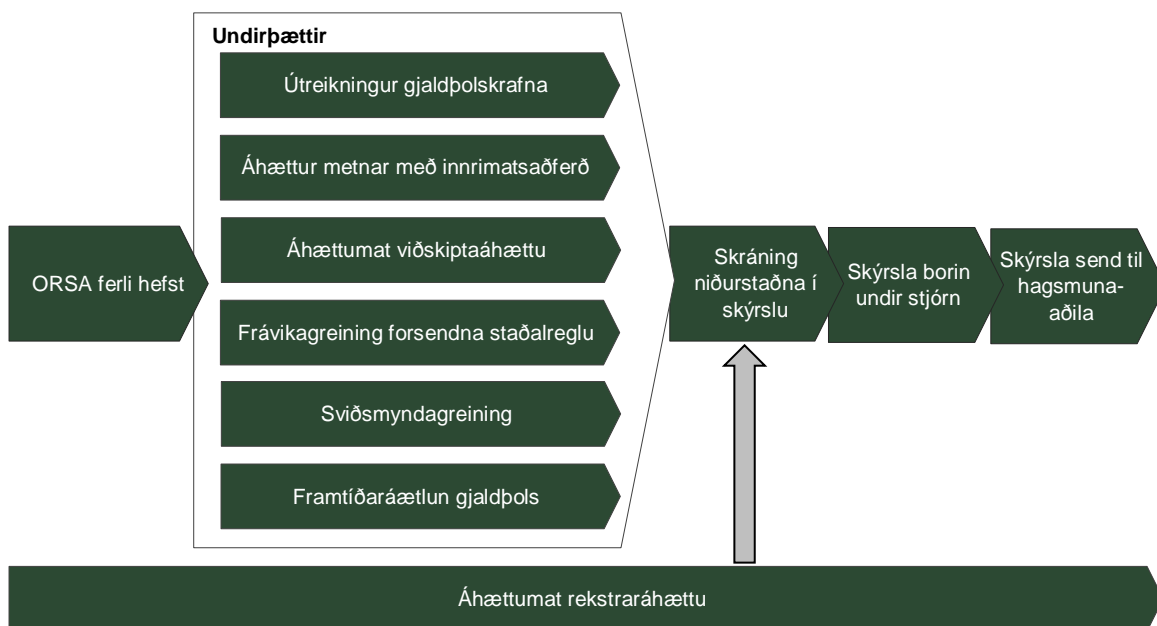 Undirþættir
Útreikningur gjaldþolskrafna
Áhættur metnar með innrimatsaðferð
Áhættumat viðskiptaáhættu
Frávikagreining forsendna staðalreglu
Sviðsmyndagreining
Framtíðaráætlun gjaldþols
ORSA ferli hefst
Skráning
niðurstaðna í
skýrslu
Skýrsla borin
undir stjórn
Skýrsla send til
hagsmuna-
aðila
Áhættumat rekstraráhættu